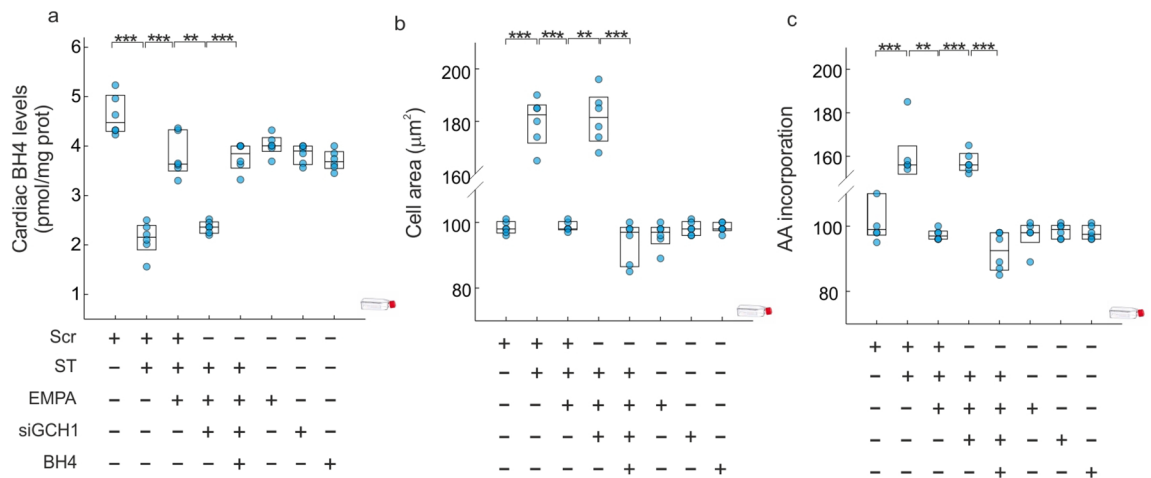 a
*** *** ** ***
6
5
4
3
2
1
Cardiac BH4 levels
(pmol/mg prot)
b
*** *** ** ***
200
180
160
100
80
Cell area (μm²)
c
*** ** *** ***
200
180
160
100
80
AA incorporation
Scr + + + − − − − −
ST − + + + + − − −
EMPA − − + + + + − −
siGCH1 − − − + + − + −
BH4 − − − − + − − +
+ + + − − − − −
− + + + + − − −
− − + + + + − −
− − − + + − + −
− − − − + − − +
+ + + − − − − −
− + + + + − − −
− − + + + + − −
− − − + + − + −
− − − − + − − +